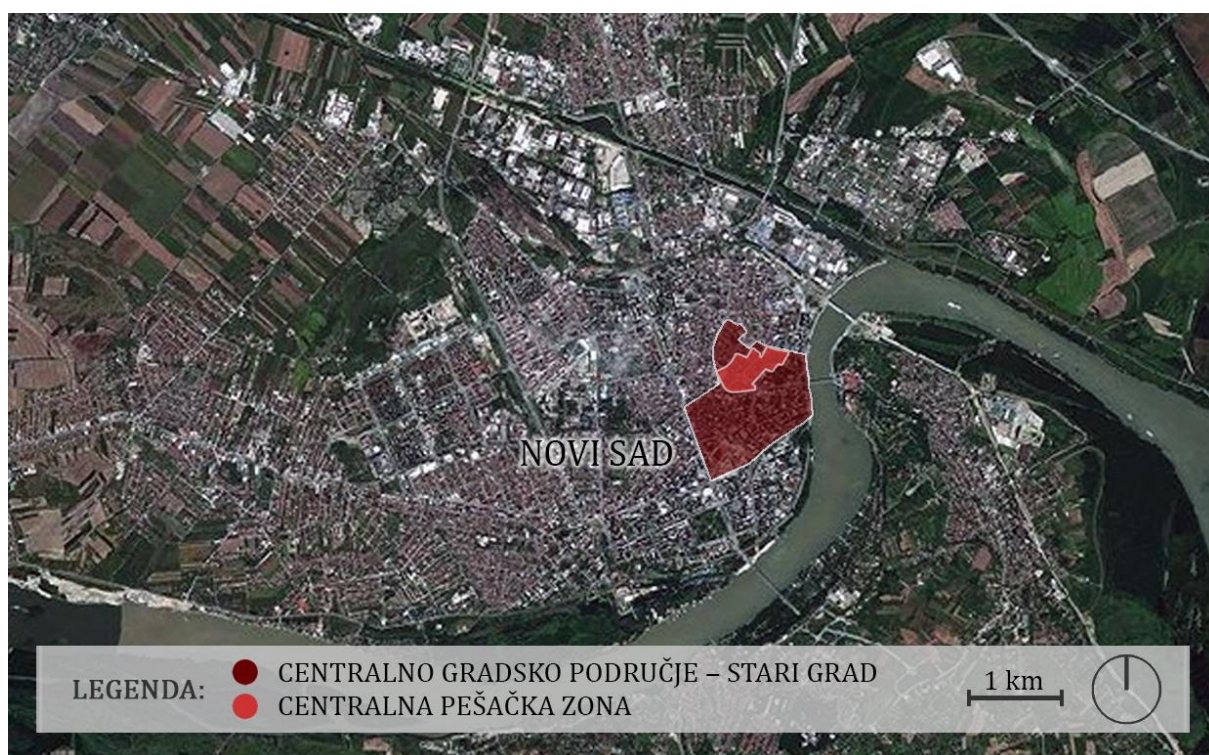 NOVI SAD
LEGENDA:
CENTRALNO GRADSKO PODRUČJE – STARI GRAD
CENTRALNA PEŠAČKA ZONA
1 km